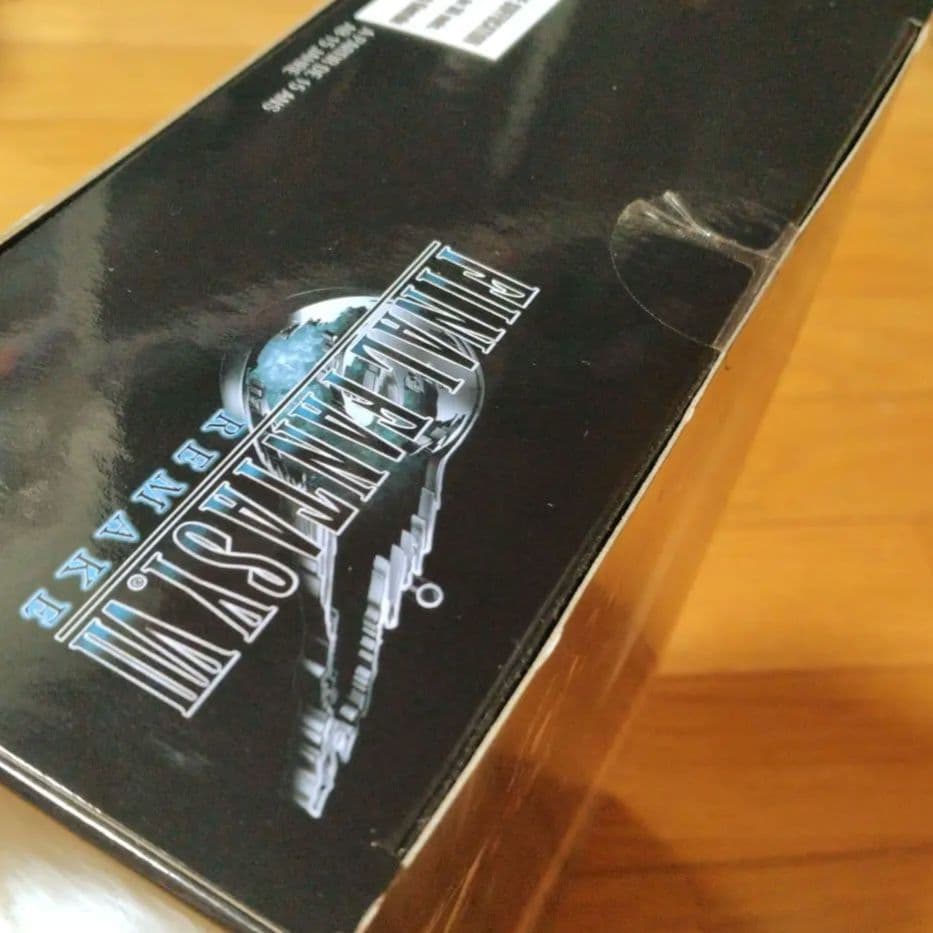 A PARTIR DE 15 ANS
AB 15 JAHRE
FINAL FANTASY VII®
REMAKE